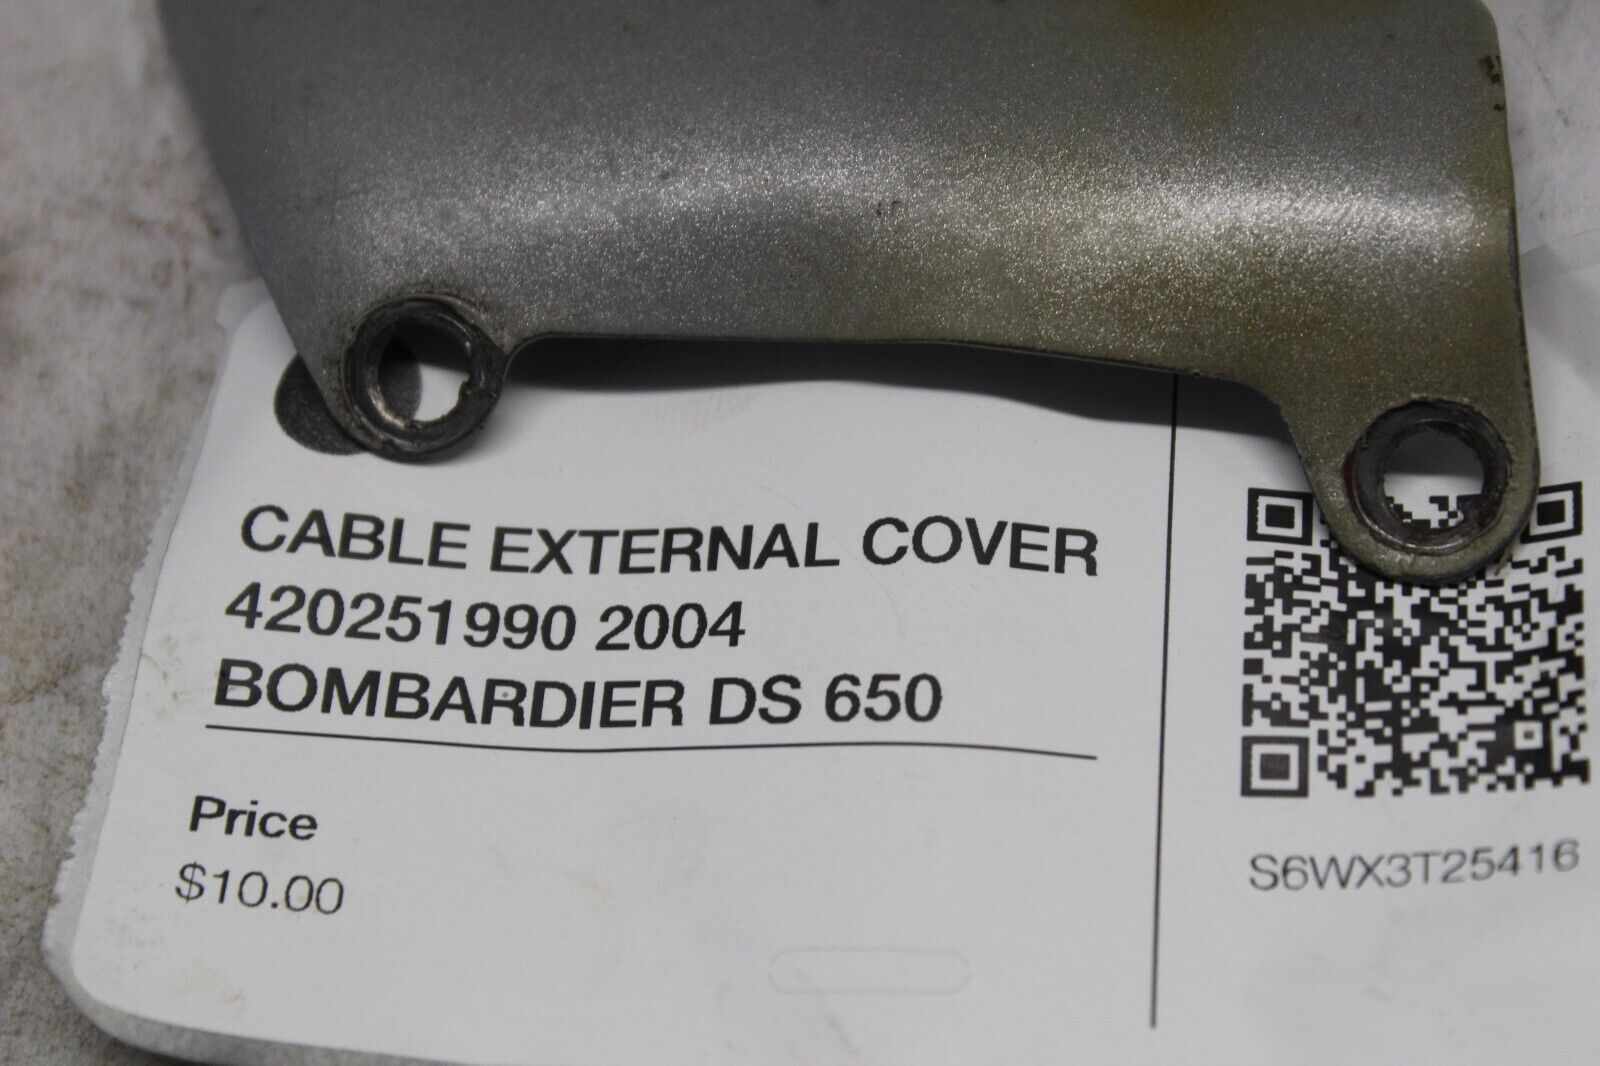 CABLE EXTERNAL COVER
420251990 2004
BOMBARDIER DS 650
Price
$10.00
S6WX3T25416